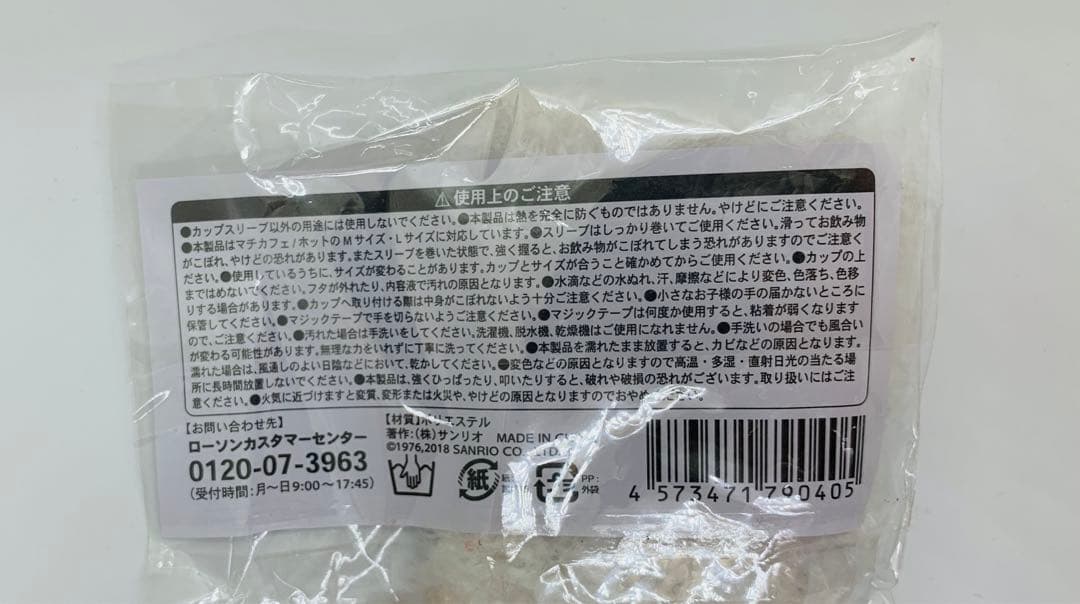 ⚠使用上のご注意
●カップスリーブ以外の用途には使用しないでください。●本製品は熱を完全に防ぐものではありません。やけどにご注意ください。
●本製品はマチカフェ/ホットのMサイズ・Lサイズに対応しています。●スリーブはしっかり巻いてご使用ください。滑ってお飲み物
がこぼれ、やけどの恐れがあります。またスリーブを巻いた状態で、強く握ると、お飲み物がこぼれてしまう恐れがありますのでご注意く
ださい。●使用しているうちに、サイズが変わることがあります。カップとサイズが合うこと確かめてからご使用ください。●カップの上
まではめないでください。フタが外れたり、内容液で汚れの原因となります。●水滴などの水ぬれ、汗、摩擦などにより変色、色落ち、色移
りする場合があります。●カップへ取り付ける際は中身がこぼれないよう十分ご注意ください。●小さなお子様の手の届かないところに
保管してください。●マジックテープで手を切らないようご注意ください。●マジックテープは何度か使用すると、粘着が弱くなります
ので、ご注意ください。●汚れた場合は手洗いをしてください。洗濯機、脱水機、乾燥機はご使用になれません。●手洗いの場合でも風合い
が変わる可能性があります。無理な力をいれずに丁寧に洗ってください。●本製品を濡れたまま放置すると、カビなどの原因となります。
濡れた場合は、風通しのよい日陰などにおいて、乾かしてください。●変色などの原因となりますので高温・多湿・直射日光の当たる場
所に長時間放置しないでください。●本製品は、強くひっぱったり、叩いたりすると、破れや破損の恐れがございます。取り扱いにはご注
意ください。●火気に近づけますと変質、変形または火災や、やけどの原因となりますのでおやめください。
【お問い合わせ先】
ローソンカスタマーセンター
0120-07-3963
(受付時間:月〜日9:00〜17:45)
【材質】ポリエステル
著作:(株)サンリオ MADE IN
©1976,2018 SANRIO CO., LTD.
紙
PP:
外袋
4 573471 790405